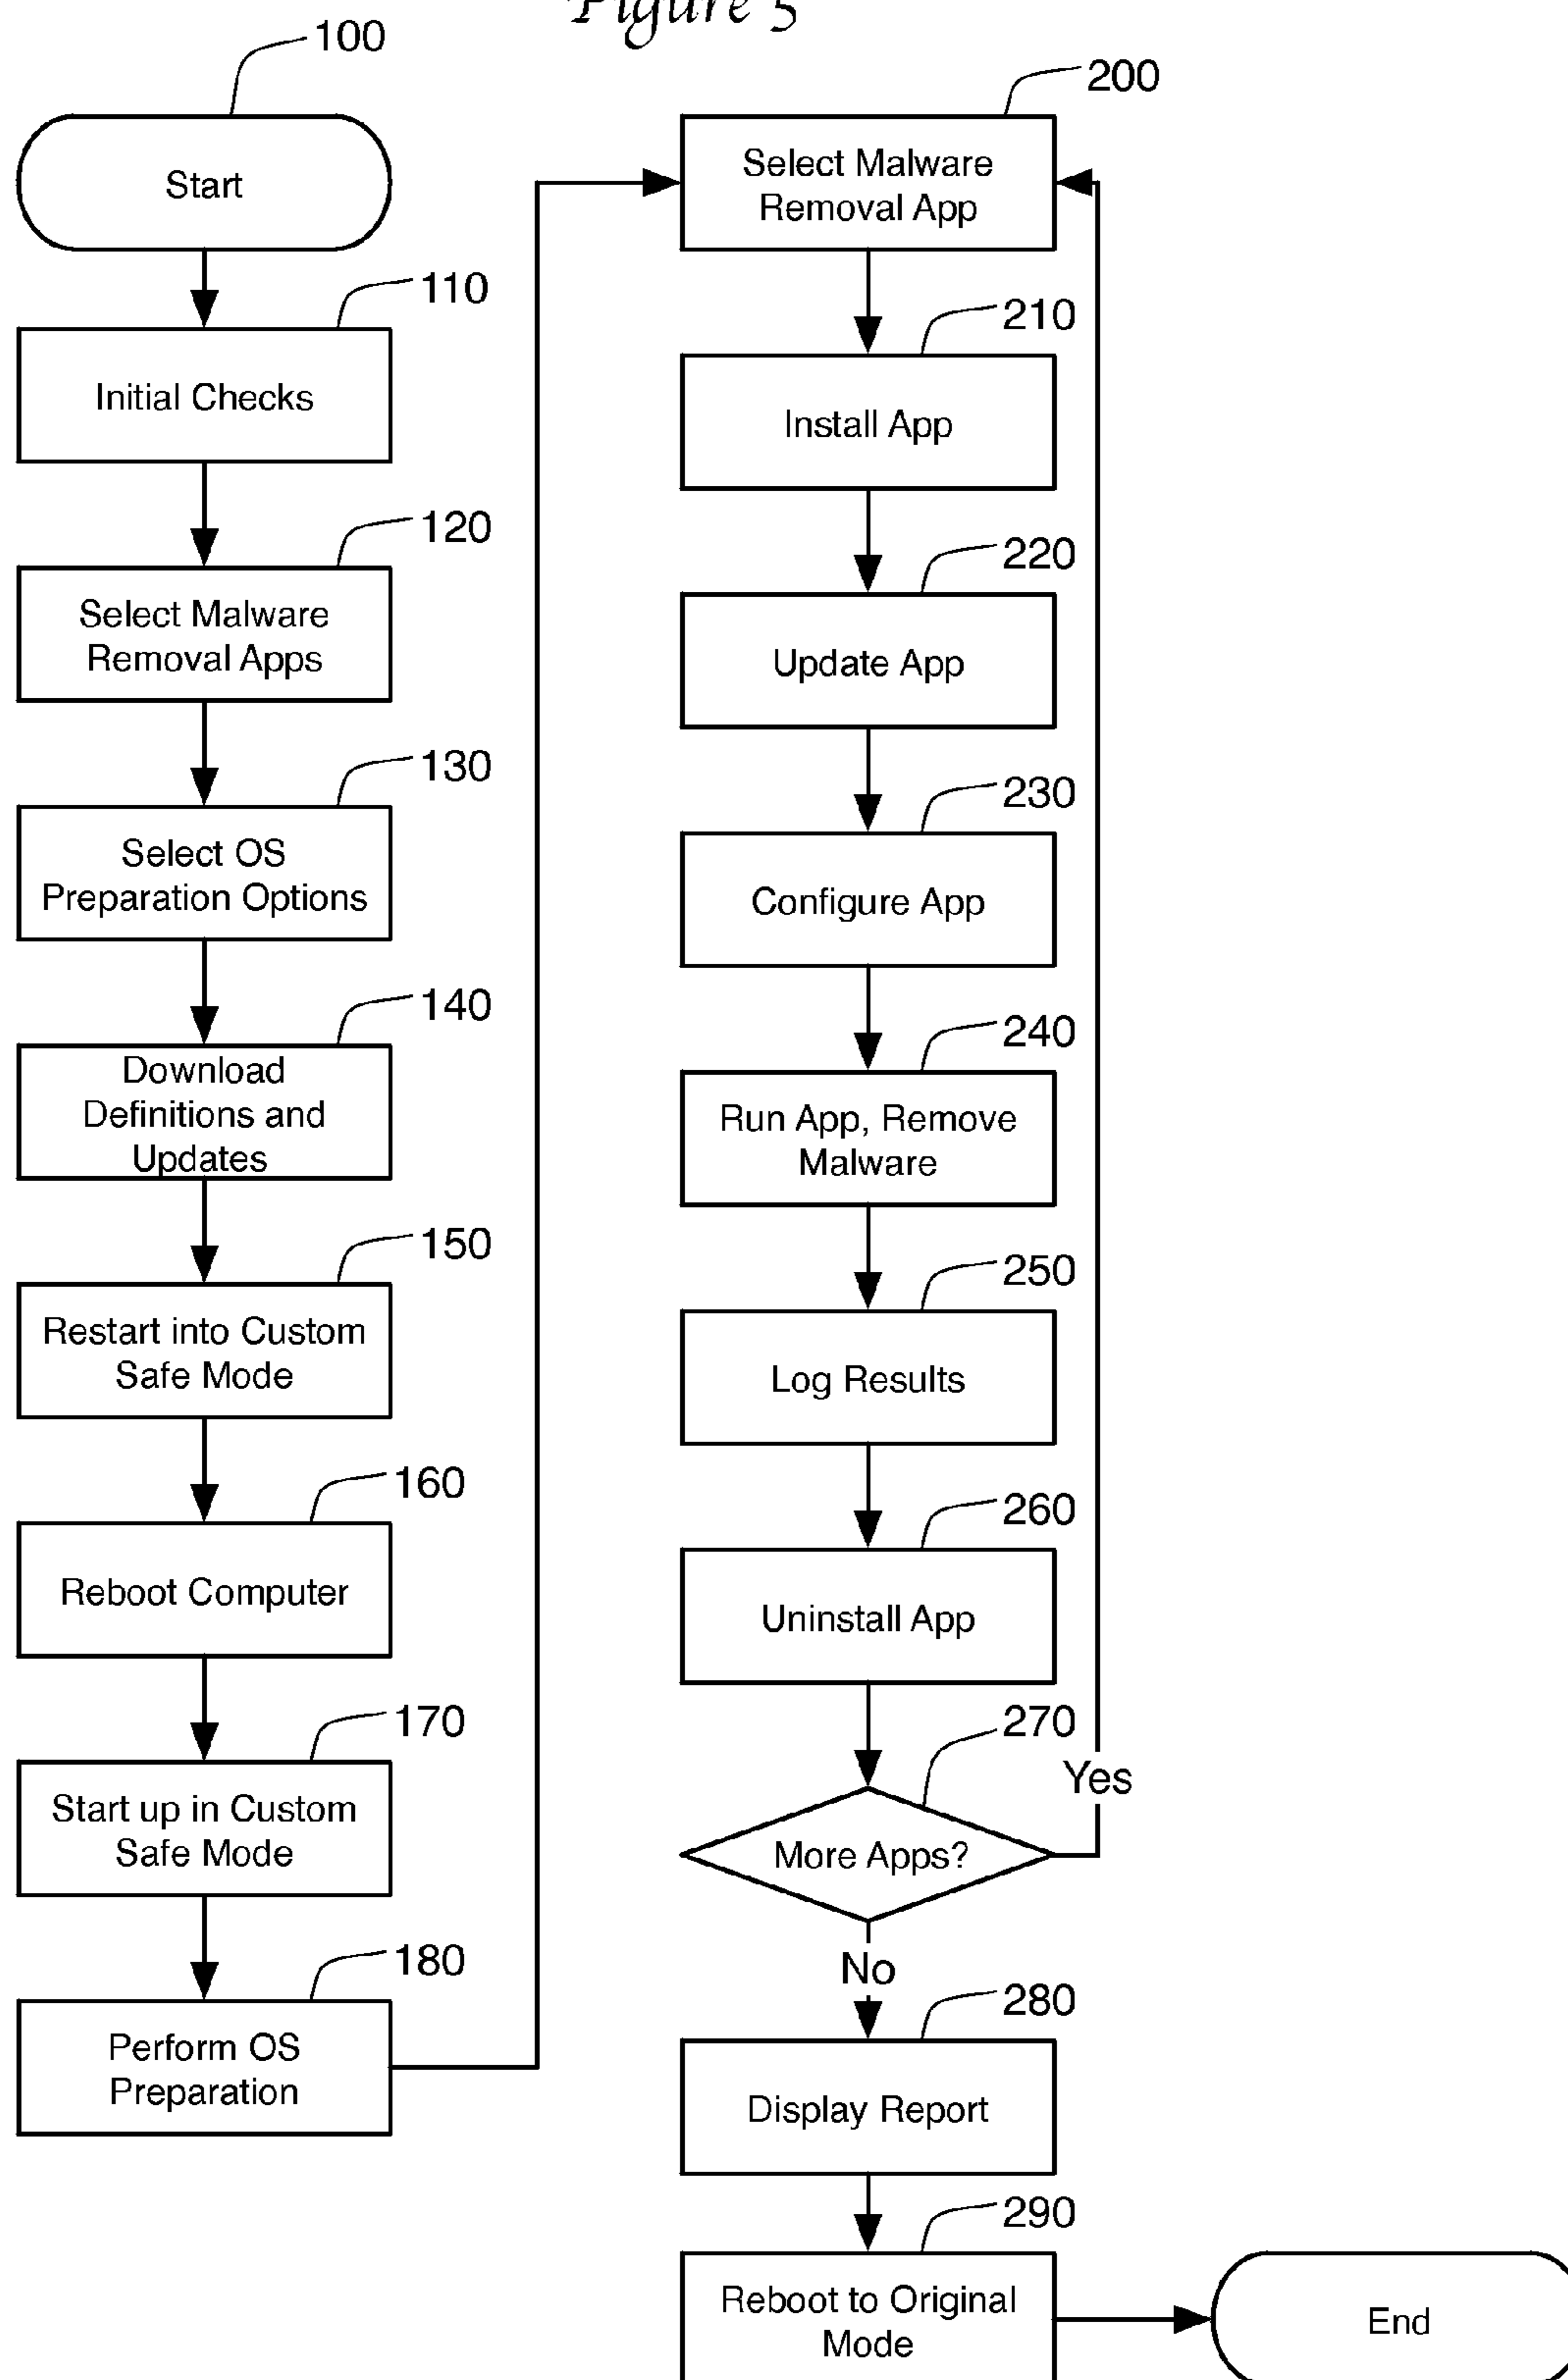 Figure 5
100
Start
110
Initial Checks
120
Select Malware
Removal Apps
130
Select OS
Preparation Options
140
Download
Definitions and
Updates
150
Restart into Custom
Safe Mode
160
Reboot Computer
170
Start up in Custom
Safe Mode
180
Perform OS
Preparation
200
Select Malware
Removal App
210
Install App
220
Update App
230
Configure App
240
Run App, Remove
Malware
250
Log Results
260
Uninstall App
270
More Apps?
Yes
No
280
Display Report
290
Reboot to Original
Mode
End